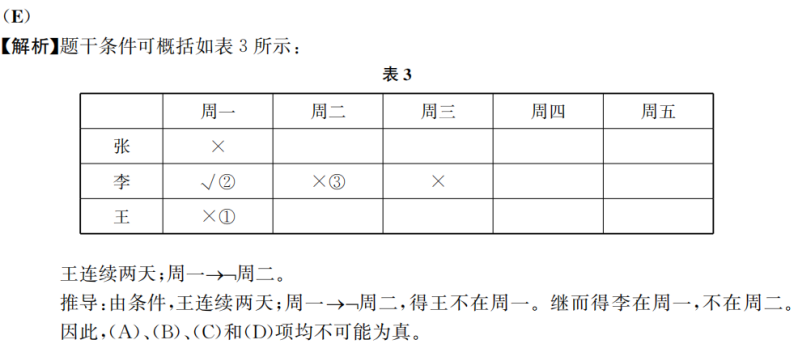 (E)
【解析】题干条件可概括如表 3 所示：
表 3
周一 周二 周三 周四 周五
张 ×
李 √② ×③ ×
王 ×①
王连续两天；周一→¬周二。
推导：由条件，王连续两天；周一→¬周二，得王不在周一。继而得李在周一，不在周二。
因此，(A)、(B)、(C)和(D)项均不可能为真。